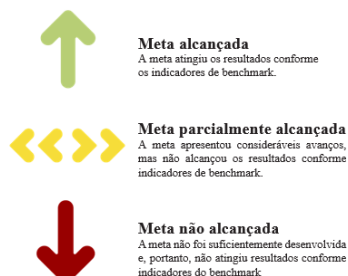 Meta alcançada
A meta atingiu os resultados conforme
os indicadores de benchmark.
Meta parcialmente alcançada
A meta apresentou consideráveis avanços,
mas não alcançou os resultados conforme
indicadores de benchmark.
Meta não alcançada
A meta não foi suficientemente desenvolvida
e, portanto, não atingiu resultados conforme
indicadores do benchmark